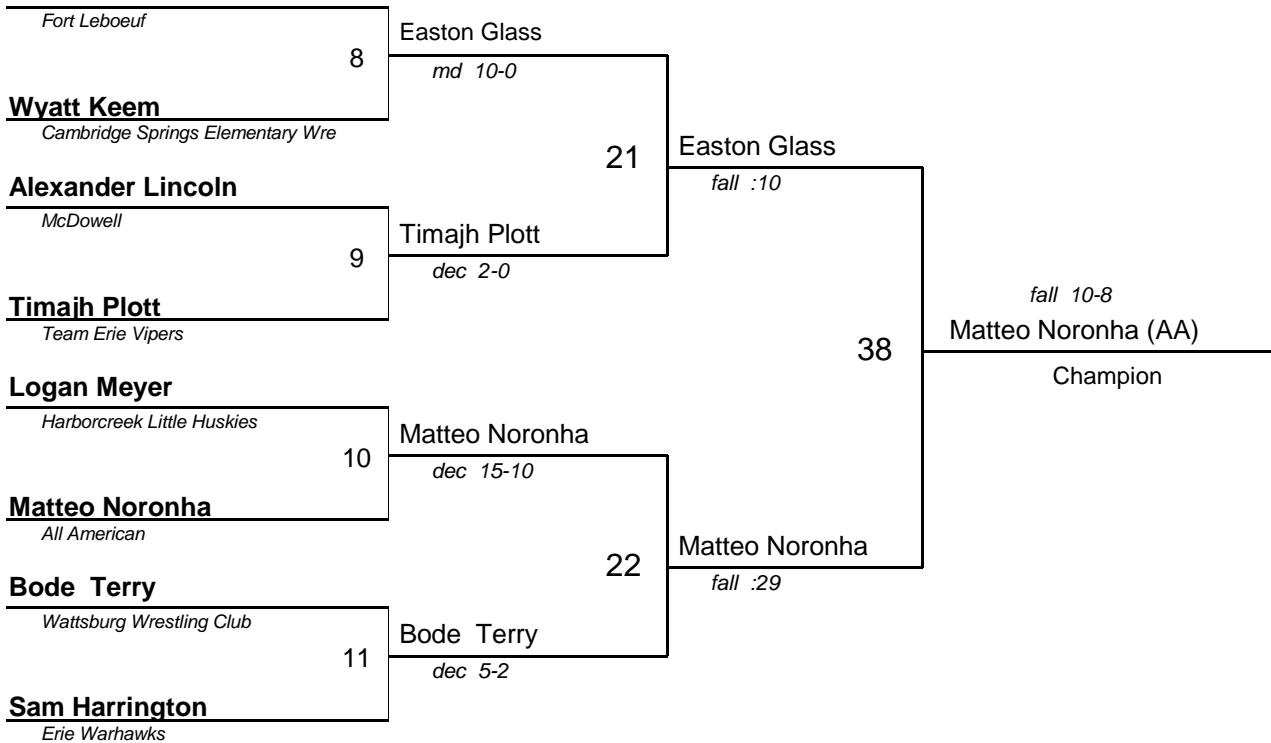 Fort Leboeuf
8
Easton Glass
md 10-0
Wyatt Keem
Cambridge Springs Elementary Wre
21
Easton Glass
fall :10
Alexander Lincoln
McDowell
9
Timajh Plott
dec 2-0
Timajh Plott
Team Erie Vipers
38
fall 10-8
Matteo Noronha (AA)
Champion
Logan Meyer
Harborcreek Little Huskies
10
Matteo Noronha
dec 15-10
Matteo Noronha
All American
22
Matteo Noronha
fall :29
Bode Terry
Wattsburg Wrestling Club
11
Bode Terry
dec 5-2
Sam Harrington
Erie Warhawks